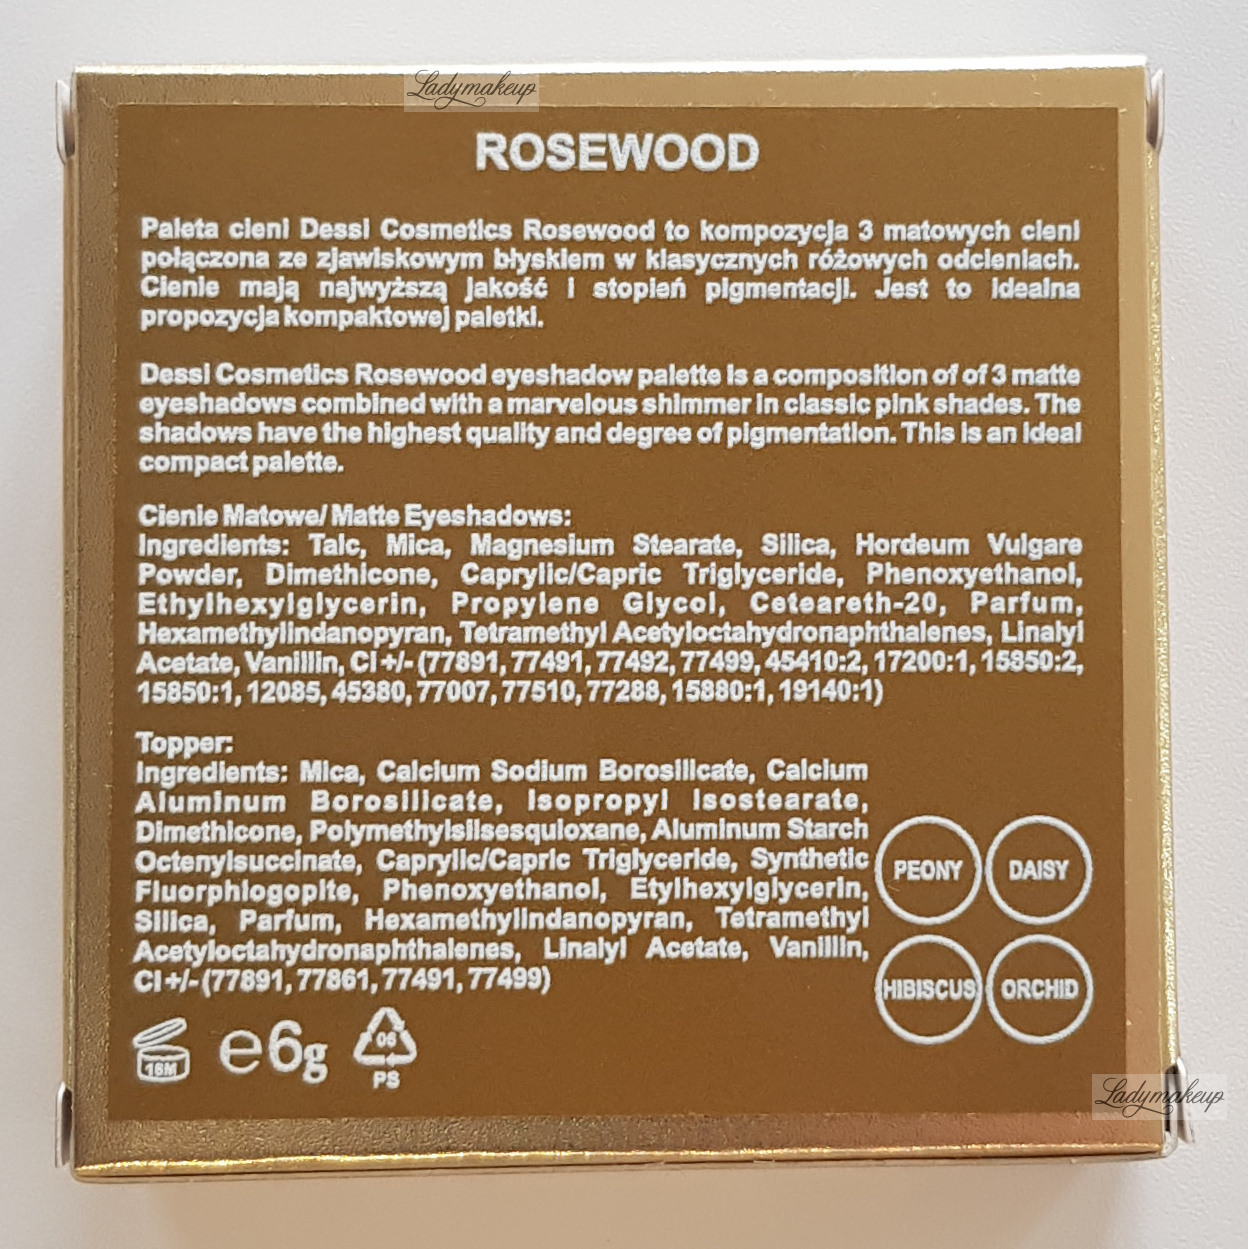 Ladymakeup
ROSEWOOD
Paleta cieni Dessi Cosmetics Rosewood to kompozycja 3 matowych cieni
połączona ze zjawiskowym błyskiem w klasycznych różowych odcieniach.
Cienie mają najwyższą jakość i stopień pigmentacji. Jest to idealna
propozycja kompaktowej paletki.
Dessi Cosmetics Rosewood eyeshadow palette is a composition of of 3 matte
eyeshadows combined with a marvelous shimmer in classic pink shades. The
shadows have the highest quality and degree of pigmentation. This is an ideal
compact palette.
Cienie Matowe/ Matte Eyeshadows:
Ingredients: Talc, Mica, Magnesium Stearate, Silica, Hordeum Vulgare
Powder, Dimethicone, Caprylic/Capric Triglyceride, Phenoxyethanol,
Ethylhexylglycerin, Propylene Glycol, Ceteareth-20, Parfum,
Hexamethylindanopyran, Tetramethyl Acetyloctahydronaphthalenes, Linalyl
Acetate, Vanillin, CI +/- (77891, 77491, 77492, 77499, 45410:2, 17200:1, 15850:2,
15850:1, 12085, 45380, 77007, 77510, 77288, 15880:1, 19140:1)
Topper:
Ingredients: Mica, Calcium Sodium Borosilicate, Calcium
Aluminum Borosilicate, Isopropyl Isostearate,
Dimethicone, Polymethylsilsesquioxane, Aluminum Starch
Octenylsuccinate, Caprylic/Capric Triglyceride, Synthetic
Fluorphlogopite, Phenoxyethanol, Etylhexylglycerin,
Silica, Parfum, Hexamethylindanopyran, Tetramethyl
Acetyloctahydronaphthalenes, Linalyl Acetate, Vanillin,
CI +/- (77891, 77861, 77491, 77499)
PEONY DAISY
HIBISCUS ORCHID
18M e6g 06
PS
Ladymakeup